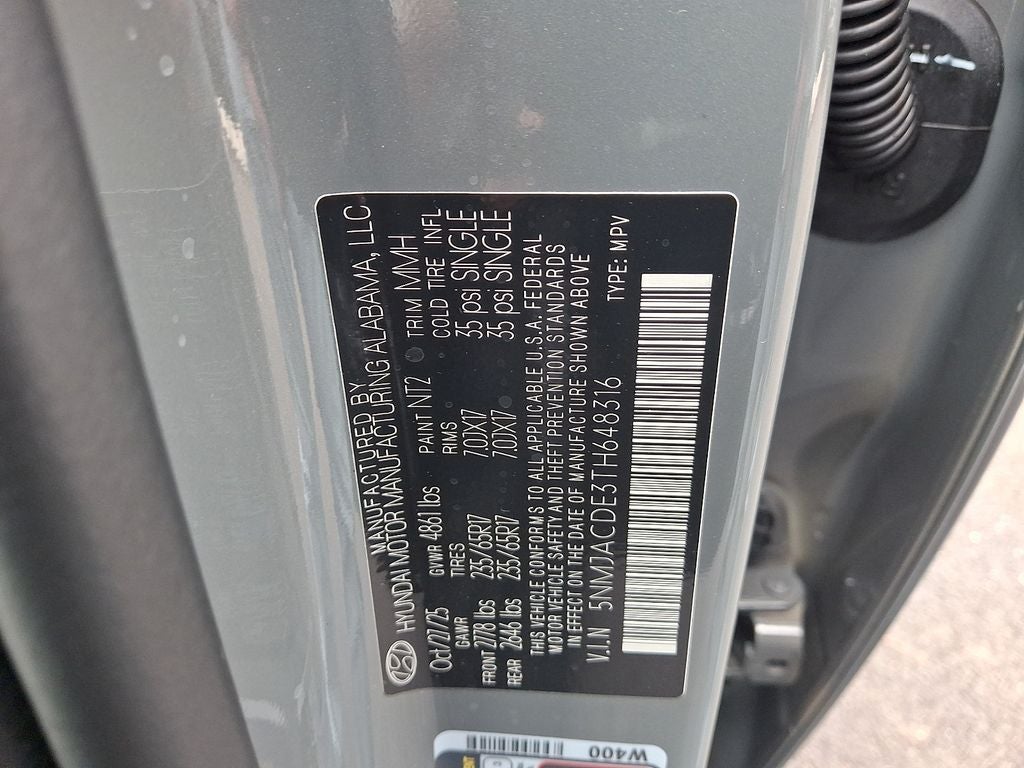 MANUFACTURED BY
HYUNDAI MOTOR MANUFACTURING ALABAMA, LLC
Oct/27/25 GVWR 4861 lbs PAINT NT2 TRIM MMH
GAWR TIRES RIMS COLD TIRE INFL
FRONT 2778 lbs 235/65R17 7.0JX17 35 psi SINGLE
REAR 2646 lbs 235/65R17 7.0JX17 35 psi SINGLE
THIS VEHICLE CONFORMS TO ALL APPLICABLE U.S.A. FEDERAL
MOTOR VEHICLE SAFETY AND THEFT PREVENTION STANDARDS
IN EFFECT ON THE DATE OF MANUFACTURE SHOWN ABOVE
V.I.N 5NMJACDE3TH648316 TYPE: MPV
W400